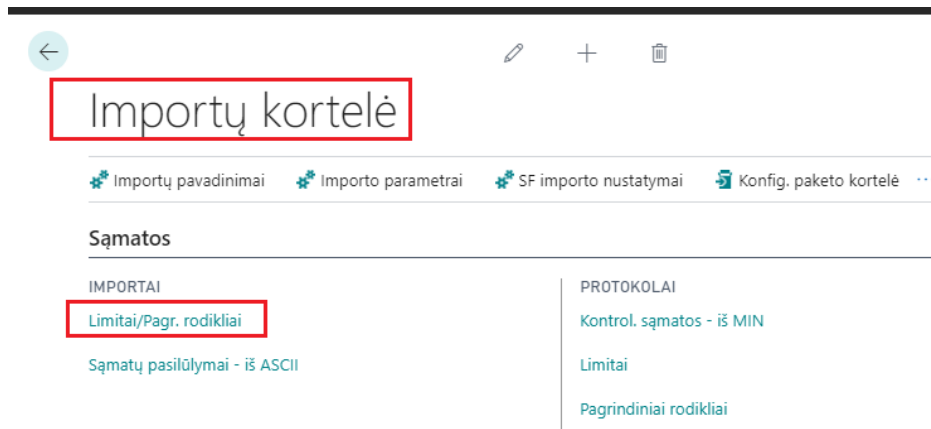 Importų kortelė
Importų pavadinimai Importo parametrai SF importo nustatymai Konfig. paketo kortelė
Sąmatos
IMPORTAI
Limitai/Pagr. rodikliai
Sąmatų pasilūlymai - iš ASCII
PROTOKOLAI
Kontrol. sąmatos - iš MIN
Limitai
Pagrindiniai rodikliai